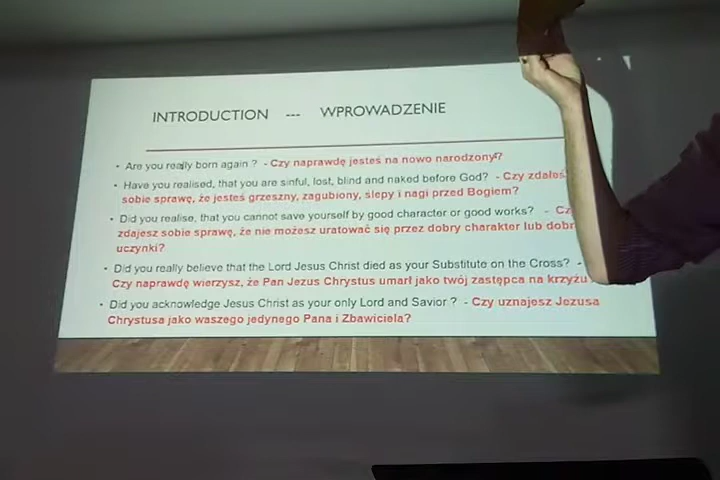 INTRODUCTION --- WPROWADZENIE
• Are you really born again ? - Czy naprawdę jesteś na nowo narodzony?
• Have you realised, that you are sinful, lost, blind and naked before God? - Czy zdałeś
sobie sprawę, że jesteś grzeszny, zagubiony, ślepy i nagi przed Bogiem?
• Did you realise, that you cannot save yourself by good character or good works? -
zdajesz sobie sprawę, że nie możesz uratować się przez dobry charakter lub
uczynki?
• Did you really believe that the Lord Jesus Christ died as your Substitute on the Cross? -
Czy naprawdę wierzysz, że Pan Jezus Chrystus umarł jako twój zastępca na krzyżu
• Did you acknowledge Jesus Christ as your only Lord and Savior ? - Czy uznajesz Jezusa
Chrystusa jako waszego jedynego Pana i Zbawiciela?